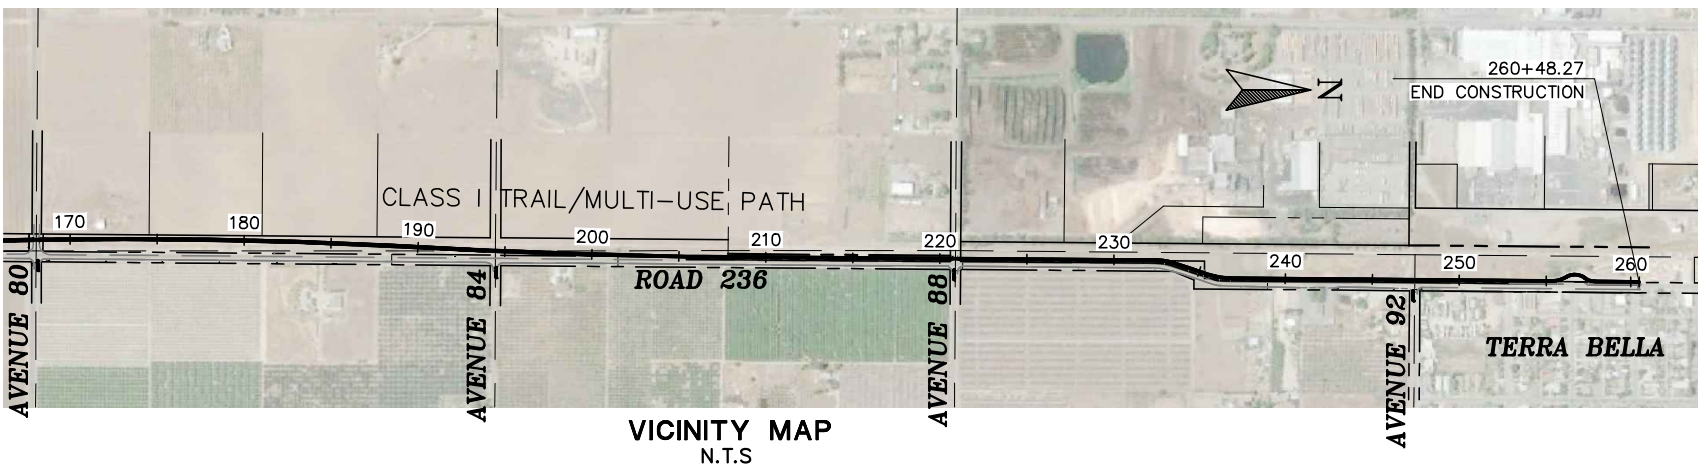 260+48.27
END CONSTRUCTION
N
CLASS I TRAIL/MULTI-USE PATH
170
180
190
200
210
220
230
240
250
260
ROAD 236
AVENUE 80
AVENUE 84
AVENUE 88
AVENUE 92
TERRA BELLA
VICINITY MAP
N.T.S